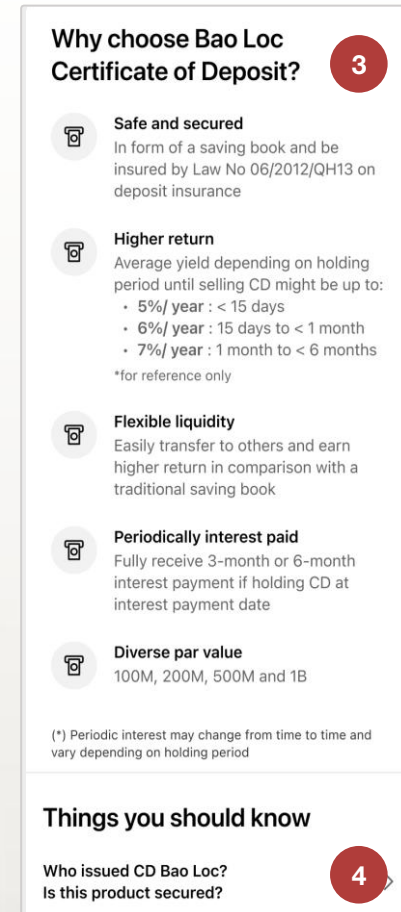 Why choose Bao Loc
Certificate of Deposit?
3
Safe and secured
In form of a saving book and be
insured by Law No 06/2012/QH13 on
deposit insurance
Higher return
Average yield depending on holding
period until selling CD might be up to:
• 5%/ year : < 15 days
• 6%/ year : 15 days to < 1 month
• 7%/ year : 1 month to < 6 months
*for reference only
Flexible liquidity
Easily transfer to others and earn
higher return in comparison with a
traditional saving book
Periodically interest paid
Fully receive 3-month or 6-month
interest payment if holding CD at
interest payment date
Diverse par value
100M, 200M, 500M and 1B
(*) Periodic interest may change from time to time and
vary depending on holding period
Things you should know
Who issued CD Bao Loc?
Is this product secured?
4